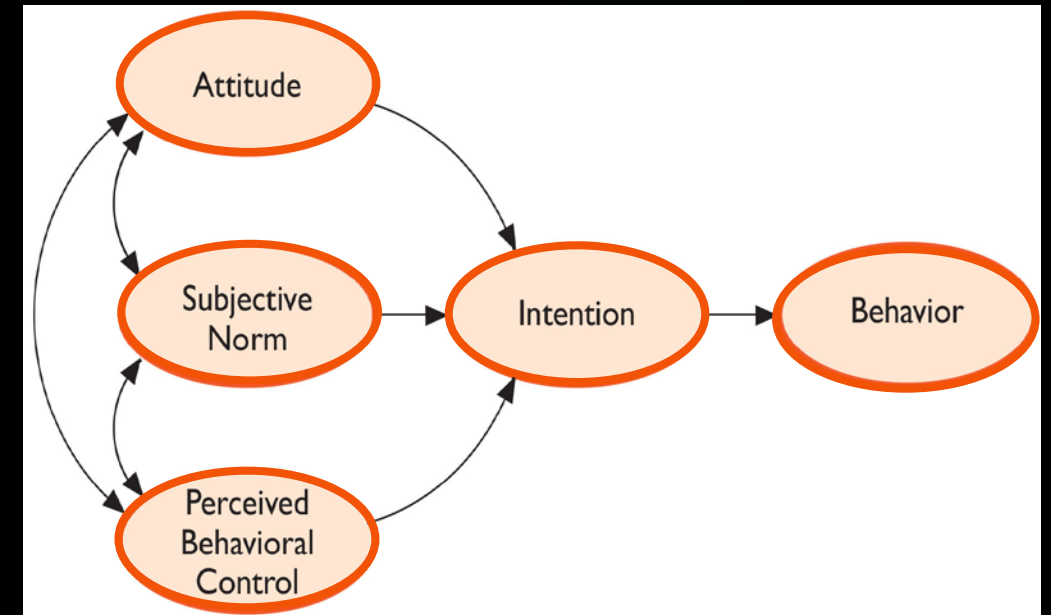 Attitude
Subjective
Norm
Intention
Behavior
Perceived
Behavioral
Control